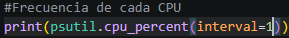 #Frecuencia de cada CPU
print(psutil.cpu_percent(interval=1))